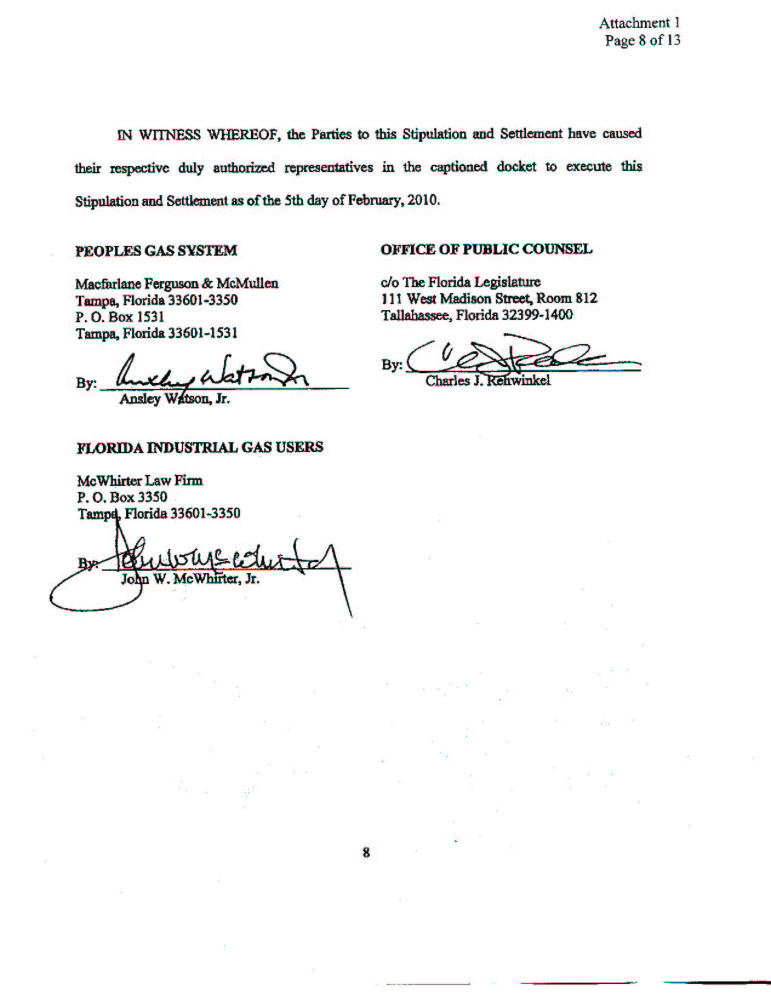 Attachment 1
Page 8 of 13
IN WITNESS WHEREOF, the Parties to this Stipulation and Settlement have caused
their respective duly authorized representatives in the captioned docket to execute this
Stipulation and Settlement as of the 5th day of February, 2010.
PEOPLES GAS SYSTEM
Macfarlane Ferguson & McMullen
Tampa, Florida 33601-3350
P. O. Box 1531
Tampa, Florida 33601-1531
By: Ansley Watson Jr
Ansley Watson, Jr.
OFFICE OF PUBLIC COUNSEL
c/o The Florida Legislature
111 West Madison Street, Room 812
Tallahassee, Florida 32399-1400
By:
Charles J. Rehwinkel
FLORIDA INDUSTRIAL GAS USERS
McWhirter Law Firm
P. O. Box 3350
Tampa, Florida 33601-3350
By: John W McWhirter
John W. McWhirter, Jr.
8